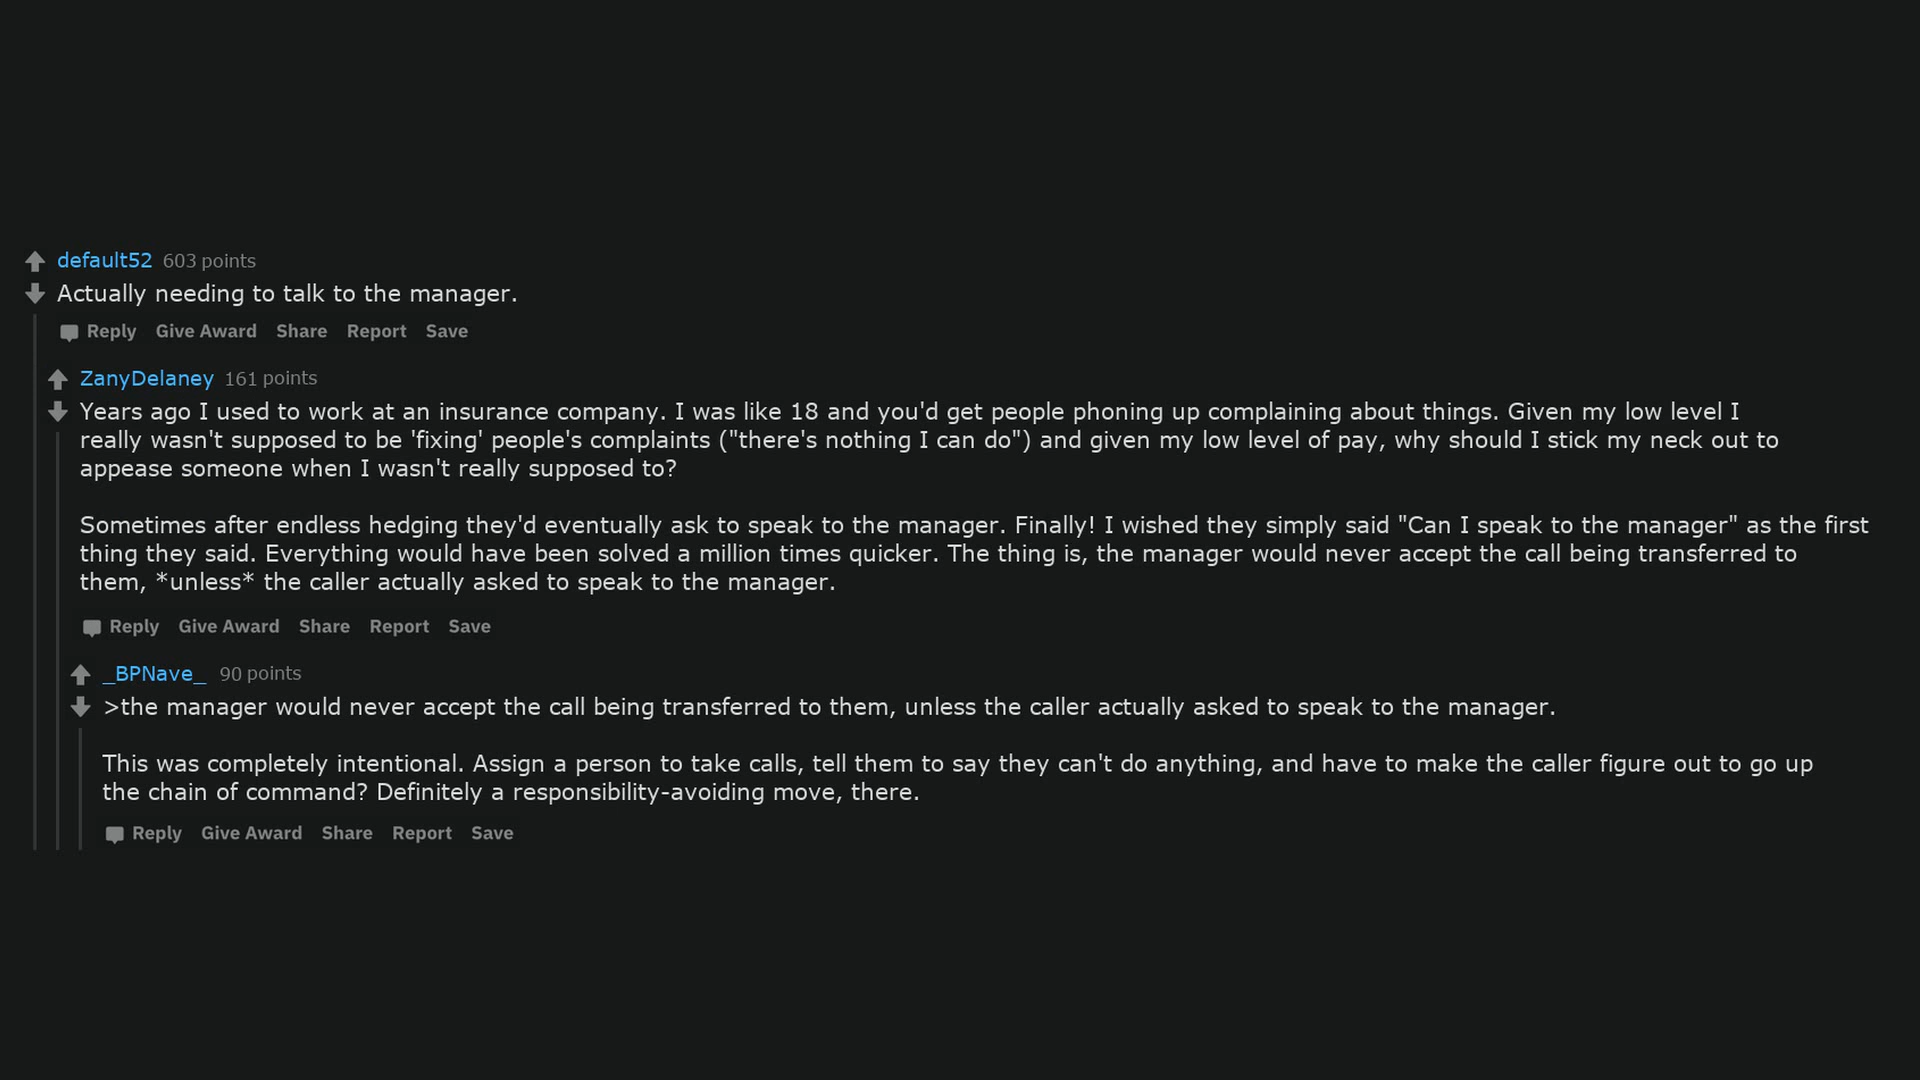 default52 603 points
Actually needing to talk to the manager.
Reply Give Award Share Report Save
ZanyDelaney 161 points
Years ago I used to work at an insurance company. I was like 18 and you'd get people phoning up complaining about things. Given my low level I
really wasn't supposed to be 'fixing' people's complaints ("there's nothing I can do") and given my low level of pay, why should I stick my neck out to
appease someone when I wasn't really supposed to?
Sometimes after endless hedging they'd eventually ask to speak to the manager. Finally! I wished they simply said "Can I speak to the manager" as the first
thing they said. Everything would have been solved a million times quicker. The thing is, the manager would never accept the call being transferred to
them, *unless* the caller actually asked to speak to the manager.
Reply Give Award Share Report Save
_BPNave_ 90 points
>the manager would never accept the call being transferred to them, unless the caller actually asked to speak to the manager.
This was completely intentional. Assign a person to take calls, tell them to say they can't do anything, and have to make the caller figure out to go up
the chain of command? Definitely a responsibility-avoiding move, there.
Reply Give Award Share Report Save